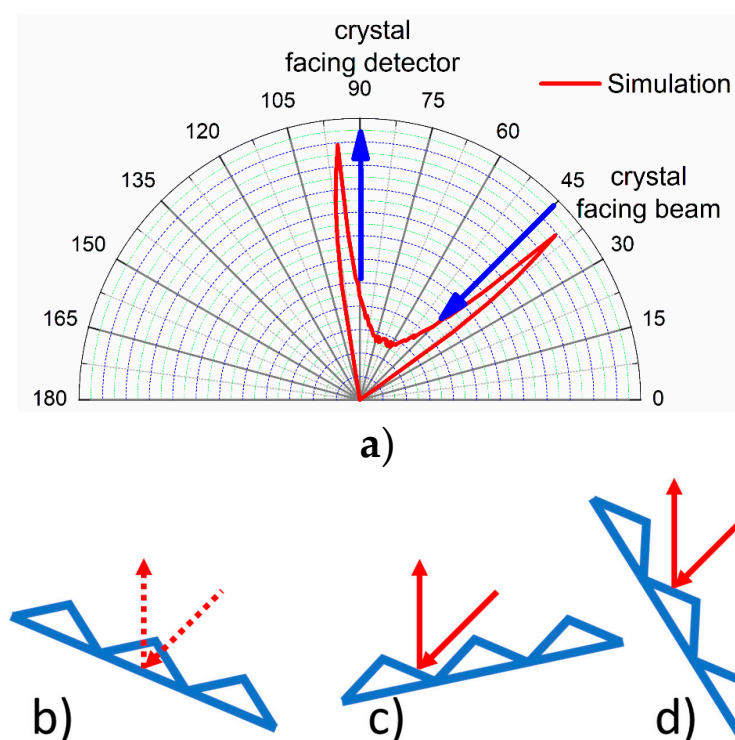 crystal
facing detector
Simulation
90
105
75
120
60
135
45
crystal
facing beam
150
30
165
15
180
0
a)
b)
c)
d)